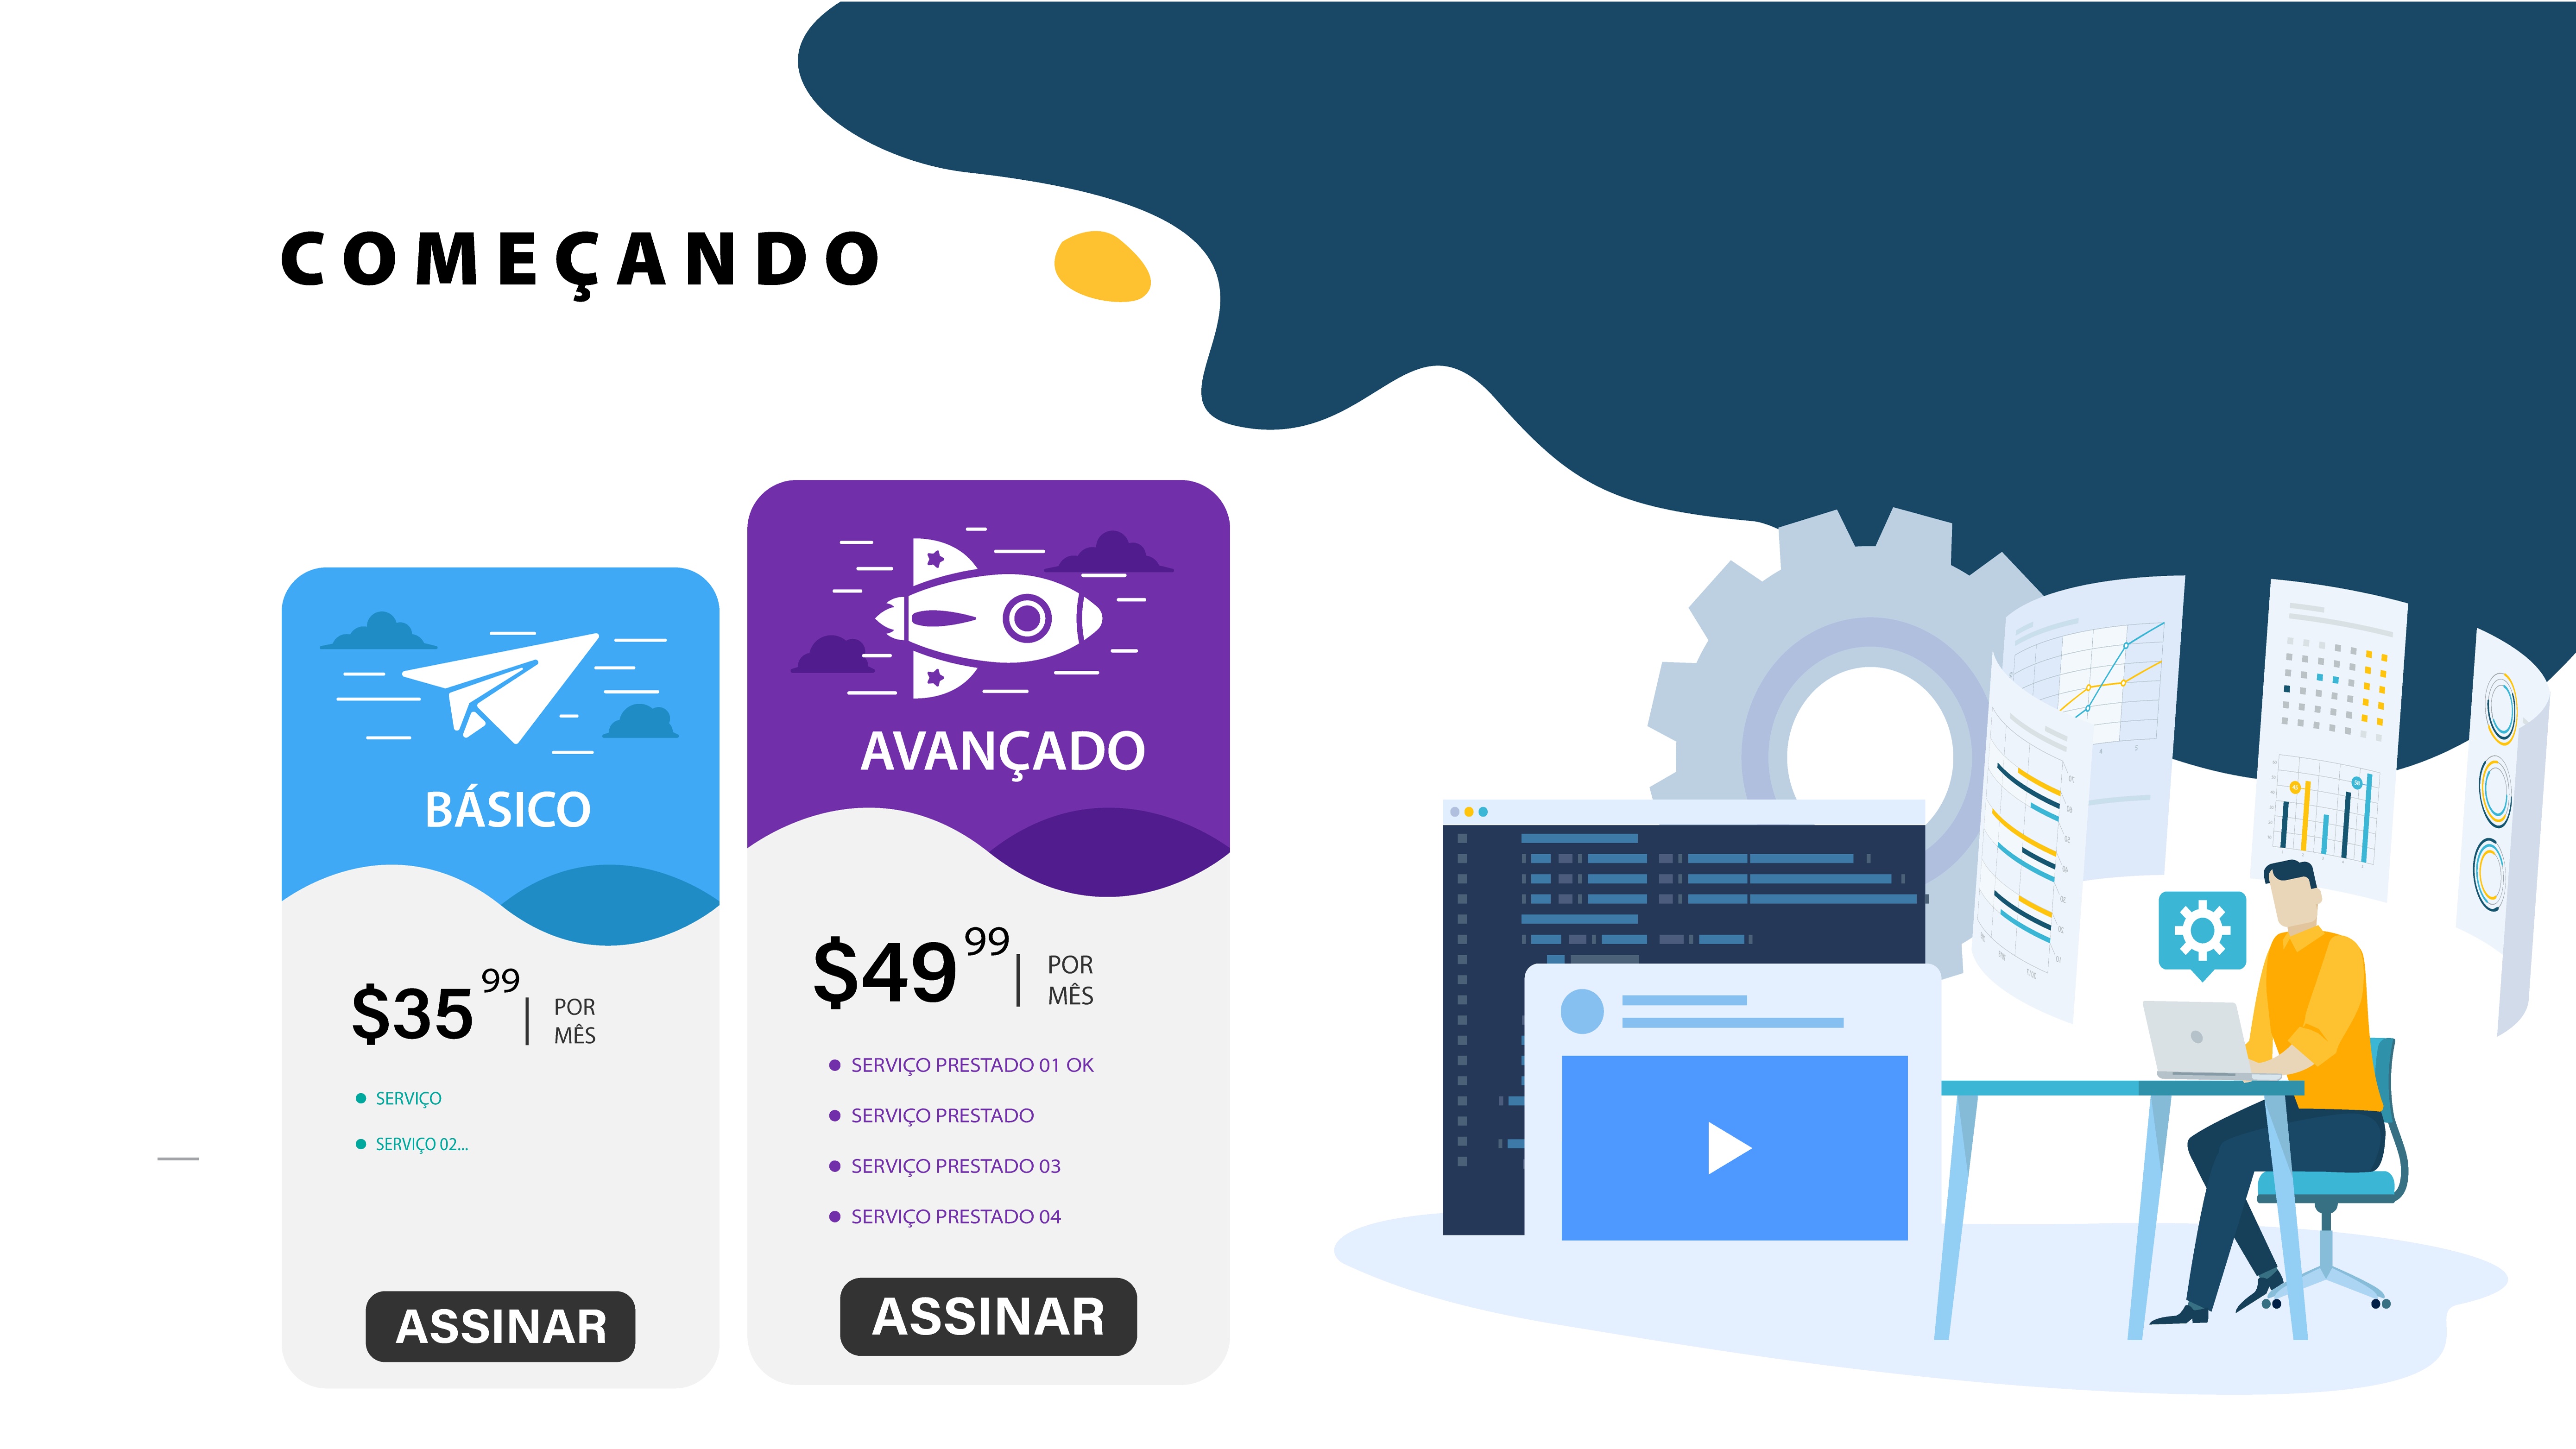 COMEÇANDO
BÁSICO
$35 99
POR
MÊS
SERVIÇO
SERVIÇO 02...
ASSINAR
AVANÇADO
$49 99
POR
MÊS
SERVIÇO PRESTADO 01 OK
SERVIÇO PRESTADO
SERVIÇO PRESTADO 03
SERVIÇO PRESTADO 04
ASSINAR